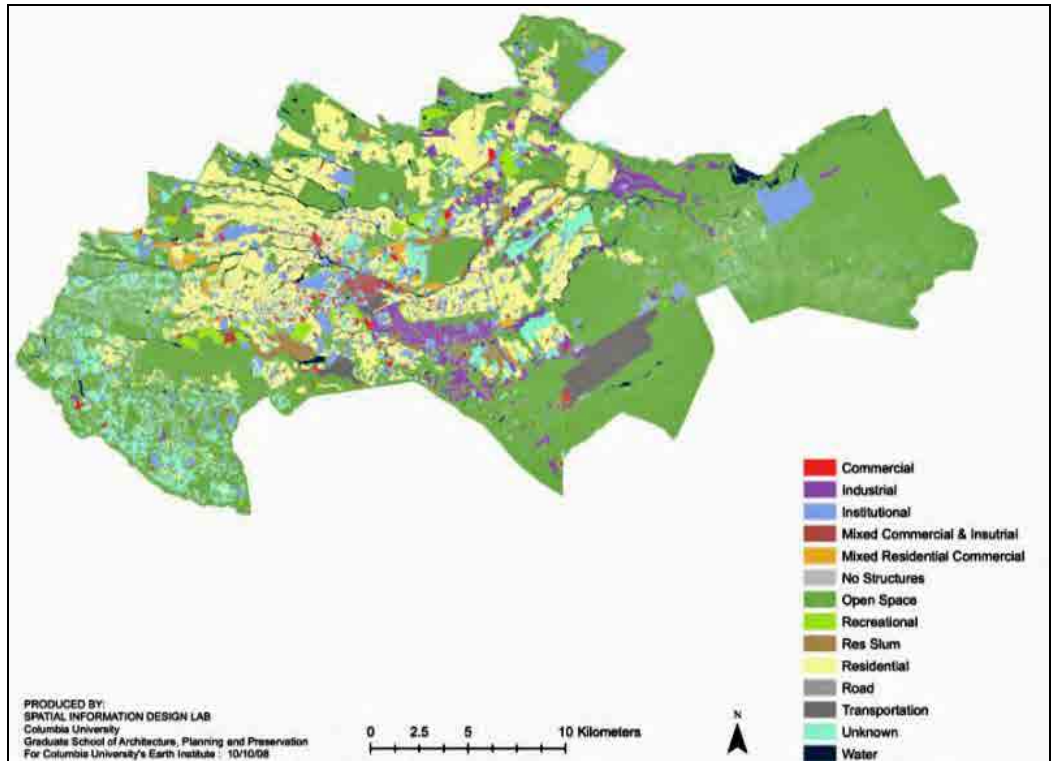 Commercial
Industrial
Institutional
Mixed Commercial & Insutrial
Mixed Residential Commercial
No Structures
Open Space
Recreational
Res Slum
Residential
Road
Transportation
Unknown
Water
PRODUCED BY:
SPATIAL INFORMATION DESIGN LAB
Columbia University
Graduate School of Architecture, Planning and Preservation
For Columbia University's Earth Institute : 10/10/08
0 2.5 5 10 Kilometers
N